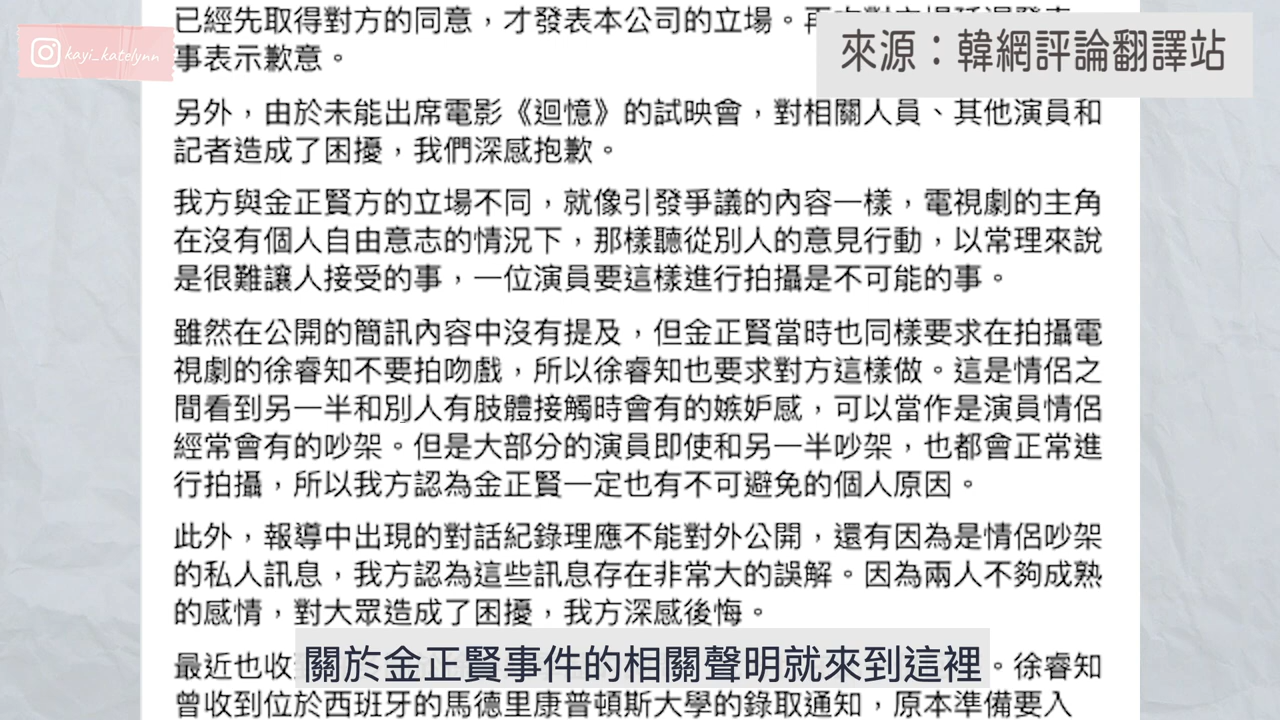 已經先取得對方的同意，才發表本公司的立場。
來源：韓網評論翻譯站
kayi_katelynn
事表示歉意。
另外，由於未能出席電影《迴憶》的試映會，對相關人員、其他演員和
記者造成了困擾，我們深感抱歉。
我方與金正賢方的立場不同，就像引發爭議的內容一樣，電視劇的主角
在沒有個人自由意志的情況下，那樣聽從別人的意見行動，以常理來說
是很難讓人接受的事，一位演員要這樣進行拍攝是不可能的事。
雖然在公開的簡訊內容中沒有提及，但金正賢當時也同樣要求在拍攝電
視劇的徐睿知不要拍吻戲，所以徐睿知也要求對方這樣做。這是情侶之
間看到另一半和別人有肢體接觸時會有的嫉妒感，可以當作是演員情侶
經常會有的吵架。但是大部分的演員即使和另一半吵架，也都會正常進
行拍攝，所以我方認為金正賢一定也有不可避免的個人原因。
此外，報導中出現的對話紀錄理應不能對外公開，還有因為是情侶吵架
的私人訊息，我方認為這些訊息存在非常大的誤解。因為兩人不夠成熟
的感情，對大眾造成了困擾，我方深感後悔。
最近也收
。徐睿知
關於金正賢事件的相關聲明就來到這裡
曾收到位於西班牙的馬德里康普頓斯大學的錄取通知，原本準備要入